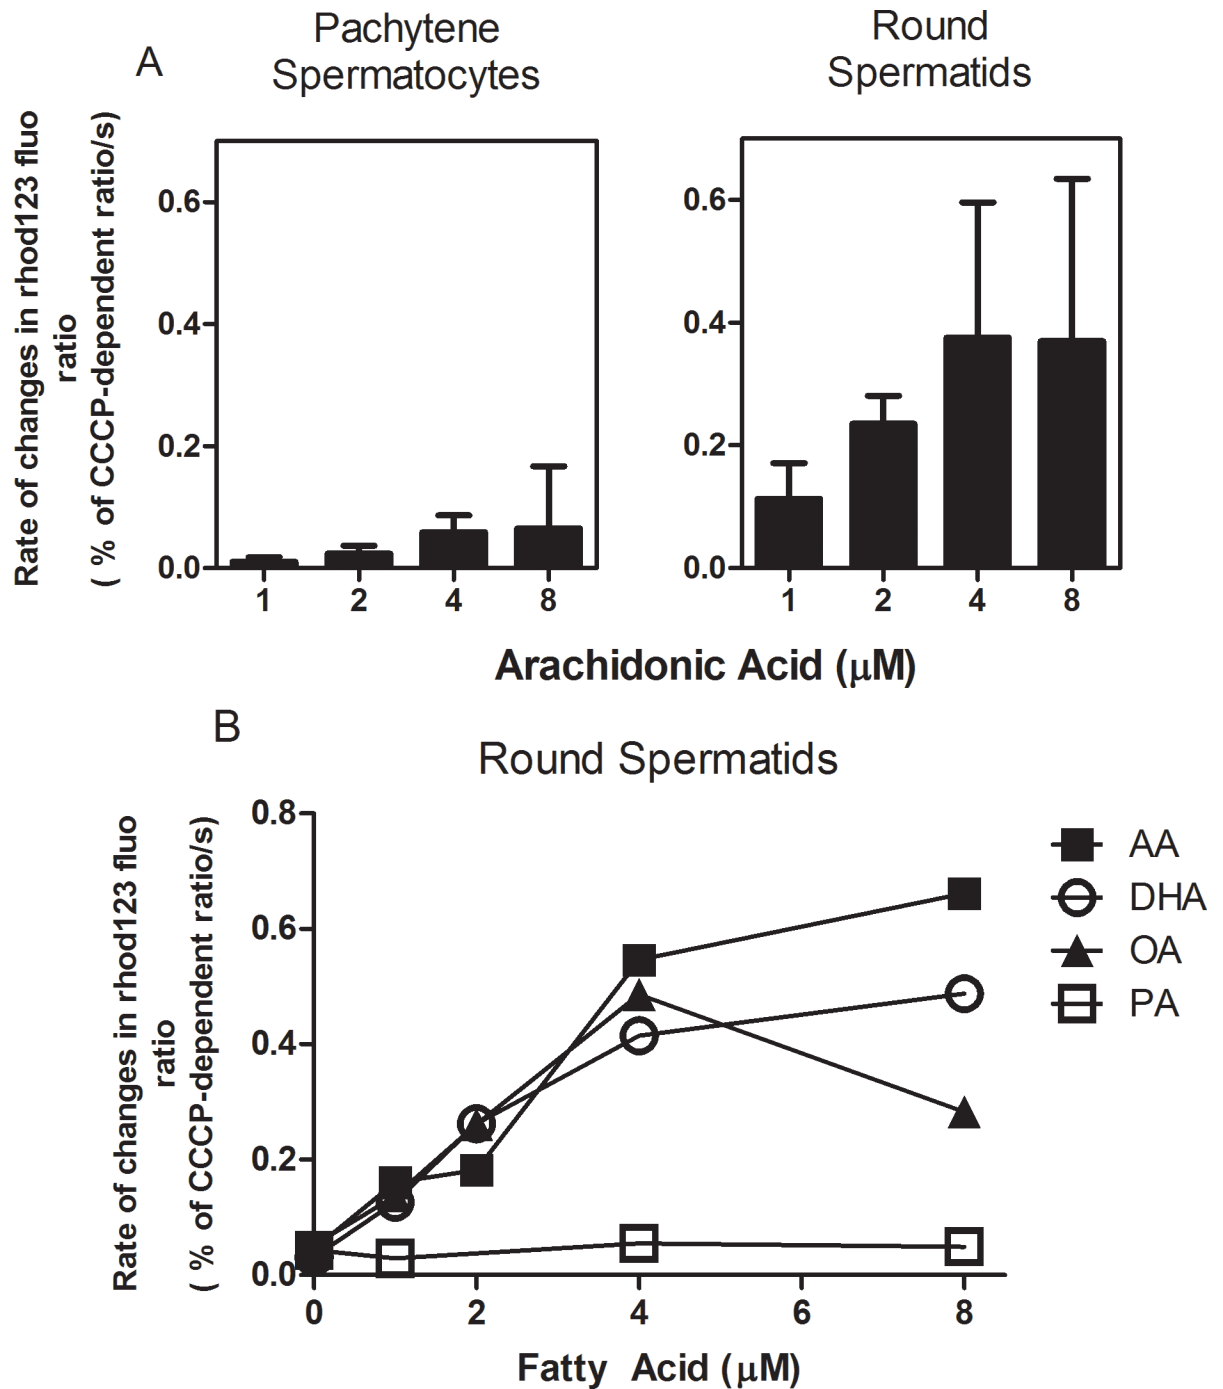 A
Pachytene
Spermatocytes
Round
Spermatids
Rate of changes in rhod123 fluo
ratio
( % of CCCP-dependent ratio/s)
0.6
0.4
0.2
0.0
1 2 4 8
0.6
0.4
0.2
0.0
1 2 4 8
Arachidonic Acid (μM)
B
Round Spermatids
Rate of changes in rhod123 fluo
ratio
( % of CCCP-dependent ratio/s)
0.8
0.6
0.4
0.2
0.0
0 2 4 6 8
Fatty Acid (μM)
AA
DHA
OA
PA